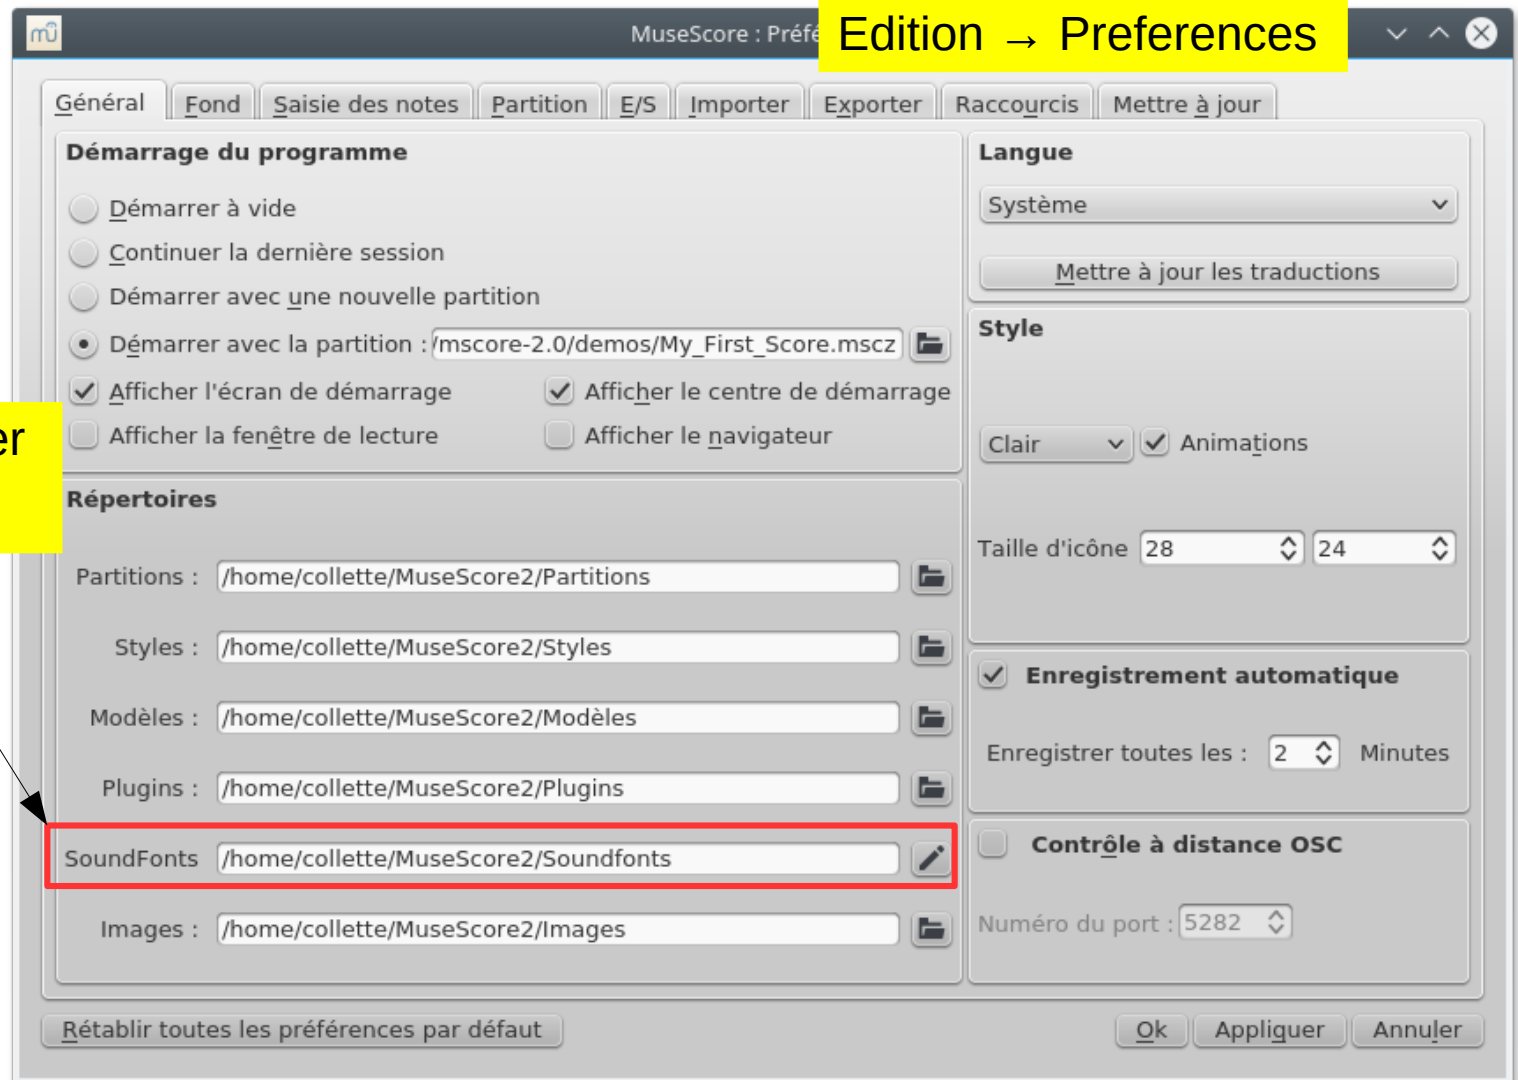 mū
MuseScore : Préfé
Edition → Preferences
Général Fond Saisie des notes Partition E/S Importer Exporter Raccourcis Mettre à jour
Démarrage du programme
Démarrer à vide
Continuer la dernière session
Démarrer avec une nouvelle partition
Démarrer avec la partition : /mscore-2.0/demos/My_First_Score.mscz
Afficher l'écran de démarrage Afficher le centre de démarrage
Afficher la fenêtre de lecture Afficher le navigateur
er
Répertoires
Partitions : /home/collette/MuseScore2/Partitions
Styles : /home/collette/MuseScore2/Styles
Modèles : /home/collette/MuseScore2/Modèles
Plugins : /home/collette/MuseScore2/Plugins
SoundFonts /home/collette/MuseScore2/Soundfonts
Images : /home/collette/MuseScore2/Images
Langue
Système
Mettre à jour les traductions
Style
Clair Animations
Taille d'icône 28 24
Enregistrement automatique
Enregistrer toutes les : 2 Minutes
Contrôle à distance OSC
Numéro du port : 5282
Rétablir toutes les préférences par défaut Ok Appliquer Annuler